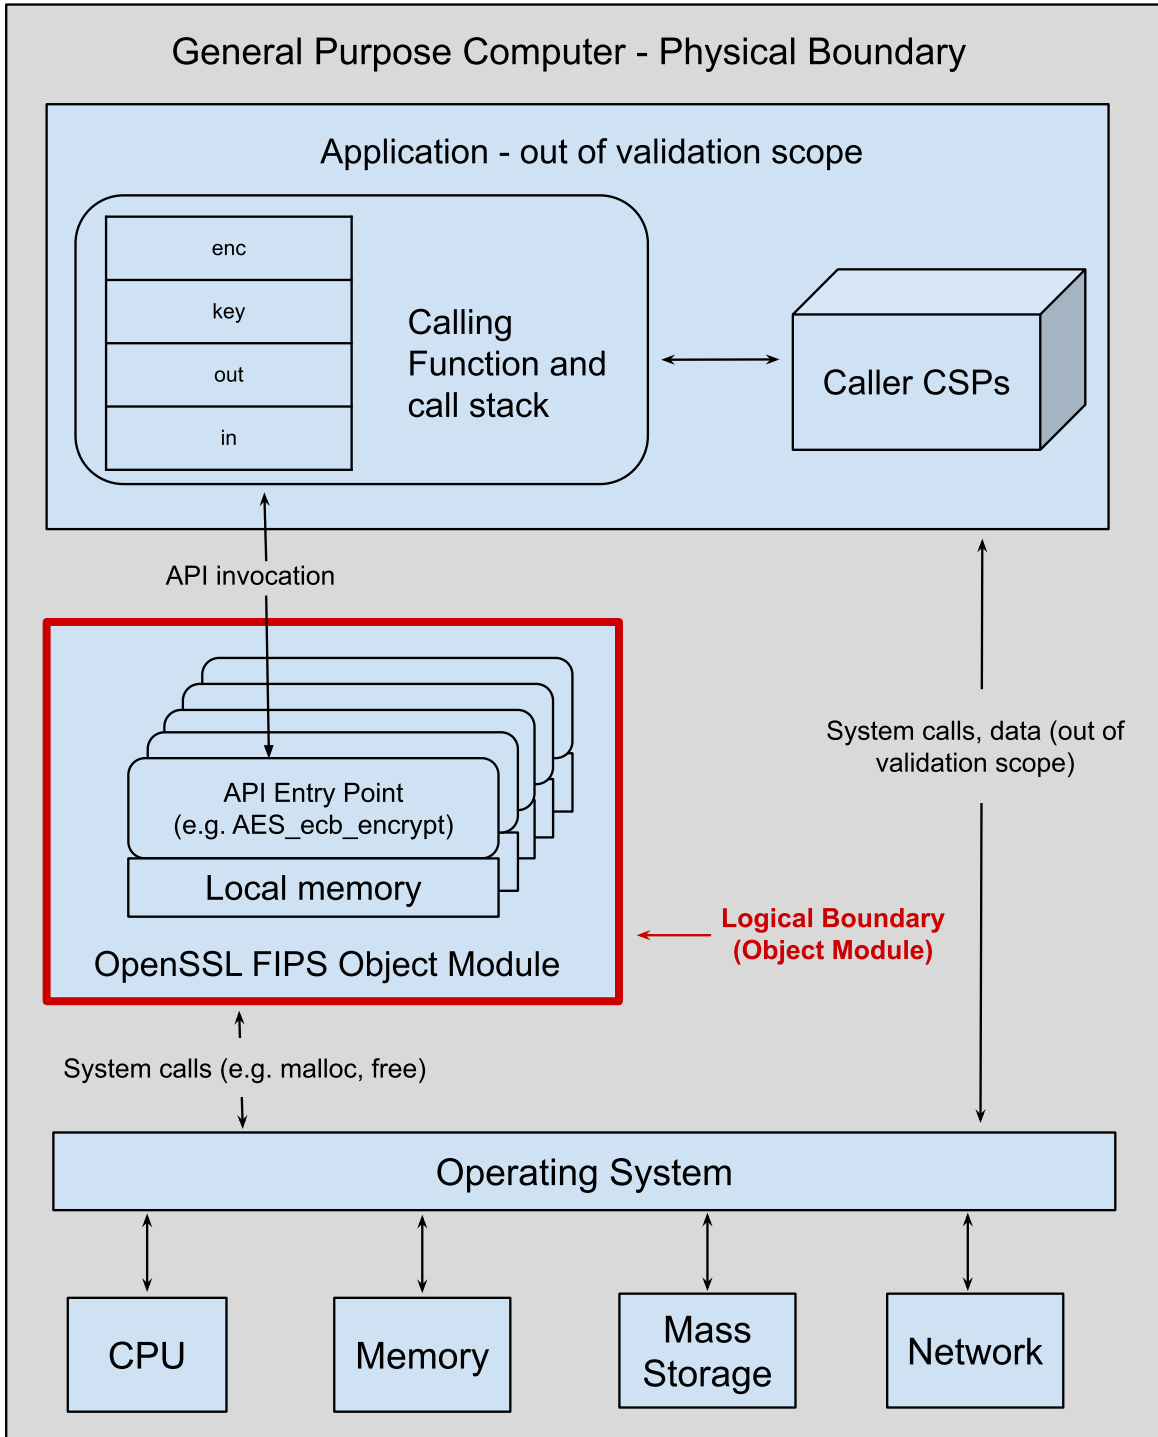 General Purpose Computer - Physical Boundary
Application - out of validation scope
enc
key
out
in
Calling
Function and
call stack
Caller CSPs
API invocation
System calls, data (out of
validation scope)
API Entry Point
(e.g. AES_ecb_encrypt)
Local memory
OpenSSL FIPS Object Module
Logical Boundary
(Object Module)
System calls (e.g. malloc, free)
Operating System
CPU
Memory
Mass
Storage
Network